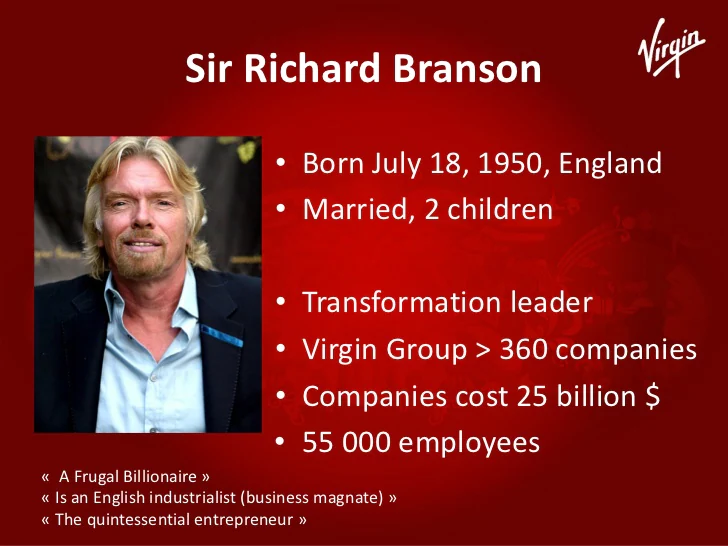 Virgin
Sir Richard Branson
• Born July 18, 1950, England
• Married, 2 children
• Transformation leader
• Virgin Group > 360 companies
• Companies cost 25 billion $
• 55 000 employees
« A Frugal Billionaire »
« Is an English industrialist (business magnate) »
« The quintessential entrepreneur »